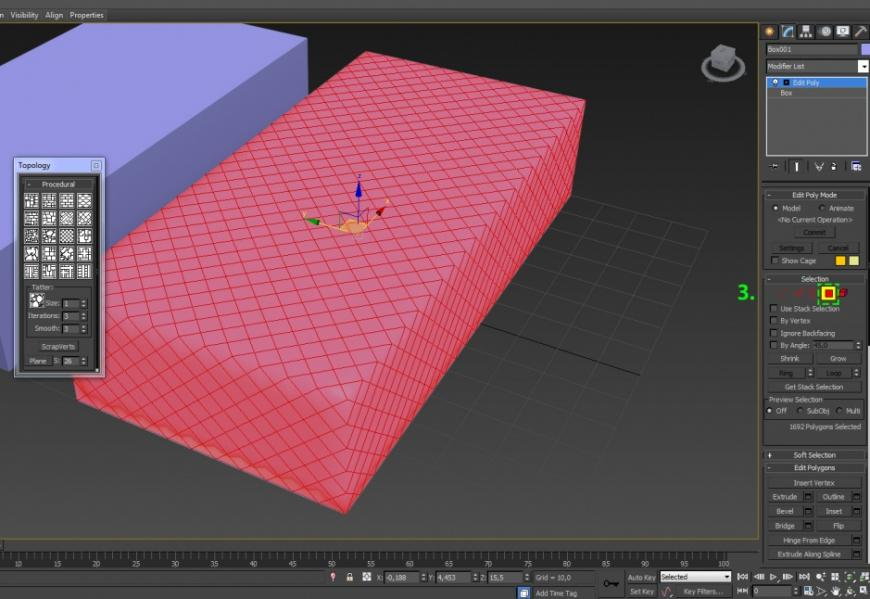 n Visibility Align Properties
Box001
Modifier List
Edit Poly
Box
Topology
- Procedural
Tatter:
Size: 1
Iterations: 3
Smooth: 3
ScrapVerts
Plane S: 26
z
- Edit Poly Mode
Model Animate
<No Current Operation>
Commit
Settings Cancel
Show Cage
- Selection
3.
Use Stack Selection
By Vertex
Ignore Backfacing
By Angle: 45,0
Shrink Grow
Ring Loop
Get Stack Selection
Preview Selection
Off SubObj Multi
1692 Polygons Selected
+ Soft Selection
- Edit Polygons
Insert Vertex
Extrude Outline
Bevel Inset
Bridge Flip
Hinge From Edge
Extrude Along Spline
10 15 20 25 30 35 40 45 50 55 60 65 70 75 80 85 90 95 100
X: -0,188 Y: 4,453 Z: 15,5 Grid = 10,0
Auto Key Selected
Add Time Tag
Set Key Key Filters... 0